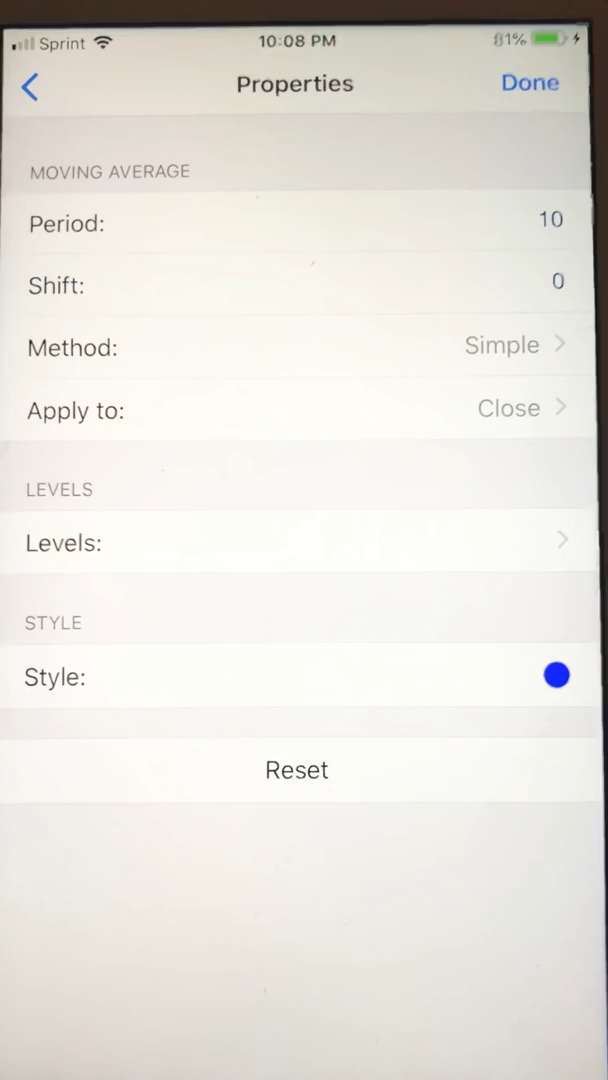 Sprint 10:08 PM 81%
Properties Done
MOVING AVERAGE
Period: 10
Shift: 0
Method: Simple
Apply to: Close
LEVELS
Levels:
STYLE
Style:
Reset